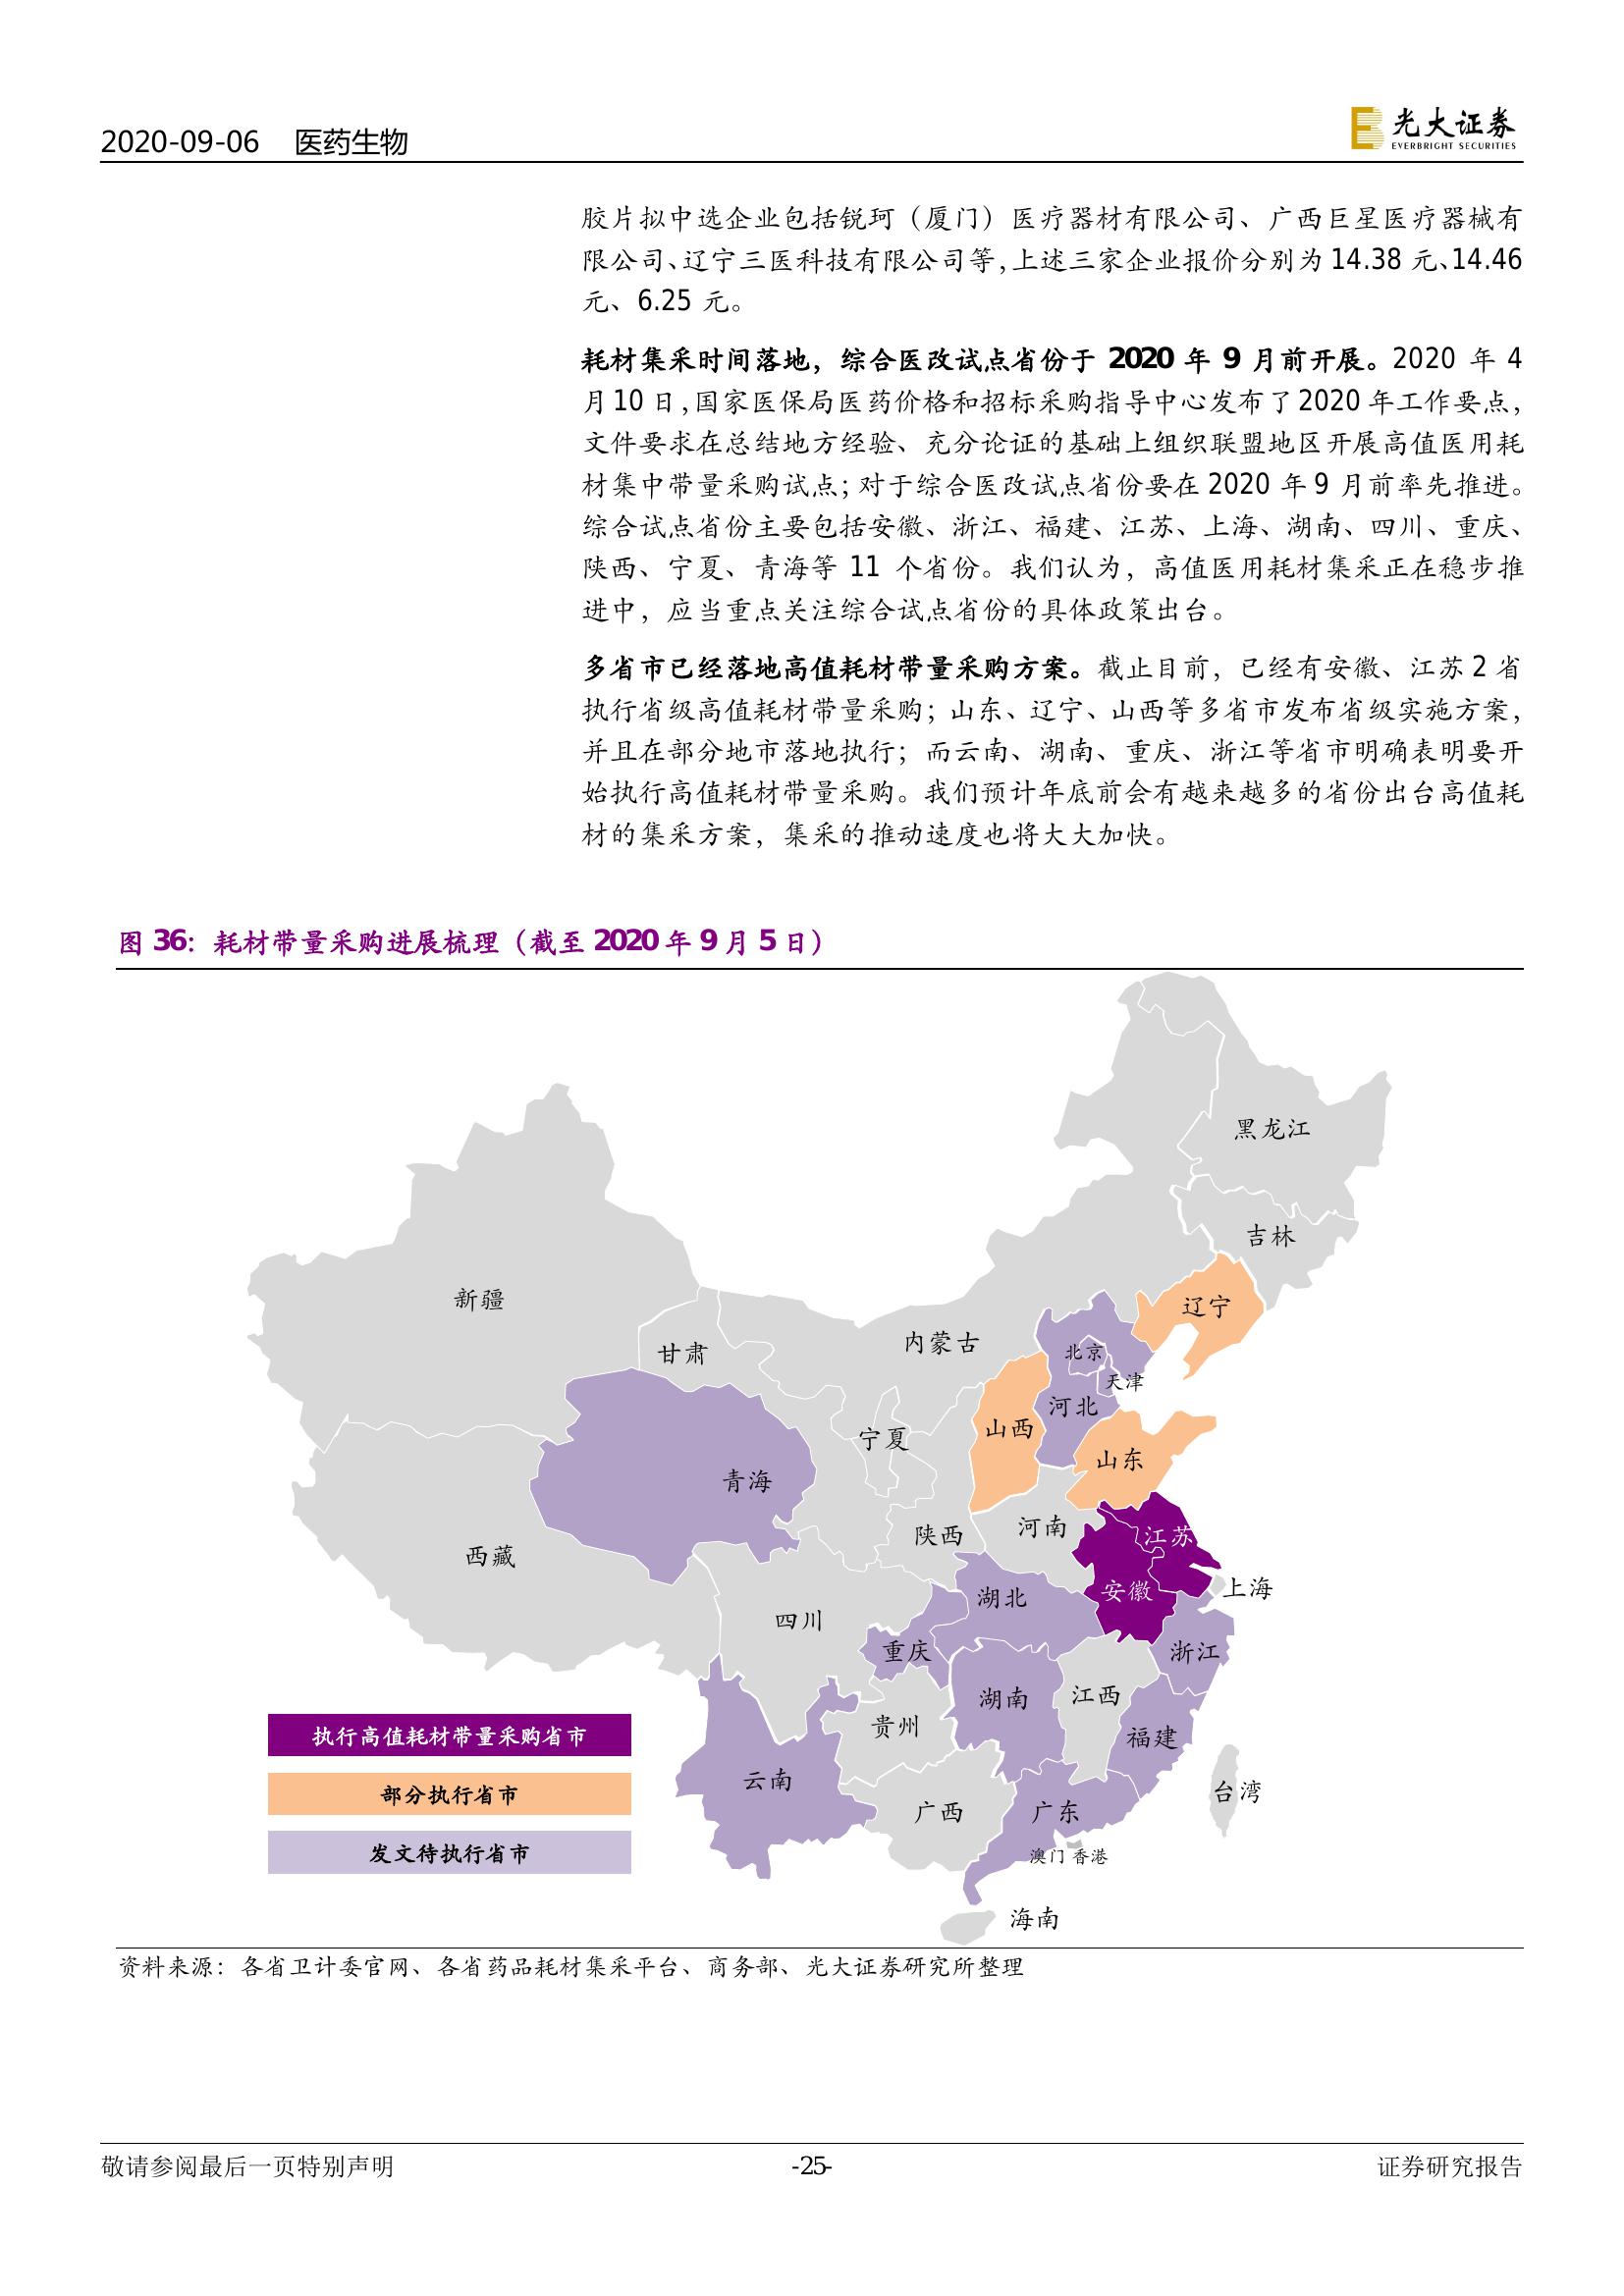 2020-09-06 医药生物
光大证券
EVERBRIGHT SECURITIES
胶片拟中选企业包括锐珂（厦门）医疗器材有限公司、广西巨星医疗器械有
限公司、辽宁三医科技有限公司等，上述三家企业报价分别为 14.38 元、14.46
元、6.25 元。
耗材集采时间落地，综合医改试点省份于 2020 年 9 月前开展。2020 年 4
月 10 日，国家医保局医药价格和招标采购指导中心发布了 2020 年工作要点，
文件要求在总结地方经验、充分论证的基础上组织联盟地区开展高值医用耗
材集中带量采购试点；对于综合医改试点省份要在 2020 年 9 月前率先推进。
综合试点省份主要包括安徽、浙江、福建、江苏、上海、湖南、四川、重庆、
陕西、宁夏、青海等 11 个省份。我们认为，高值医用耗材集采正在稳步推
进中，应当重点关注综合试点省份的具体政策出台。
多省市已经落地高值耗材带量采购方案。截止目前，已经有安徽、江苏 2 省
执行省级高值耗材带量采购；山东、辽宁、山西等多省市发布省级实施方案，
并且在部分地市落地执行；而云南、湖南、重庆、浙江等省市明确表明要开
始执行高值耗材带量采购。我们预计年底前会有越来越多的省份出台高值耗
材的集采方案，集采的推动速度也将大大加快。
图 36：耗材带量采购进展梳理（截至 2020 年 9 月 5 日）
黑龙江
吉林
辽宁
新疆
内蒙古
甘肃
北京
天津
河北
山西
宁夏
山东
青海
河南
陕西
江苏
西藏
安徽
上海
湖北
四川
重庆
浙江
江西
湖南
贵州
福建
云南
台湾
广西
广东
澳门 香港
海南
执行高值耗材带量采购省市
部分执行省市
发文待执行省市
资料来源：各省卫计委官网、各省药品耗材集采平台、商务部、光大证券研究所整理
敬请参阅最后一页特别声明
-25-
证券研究报告